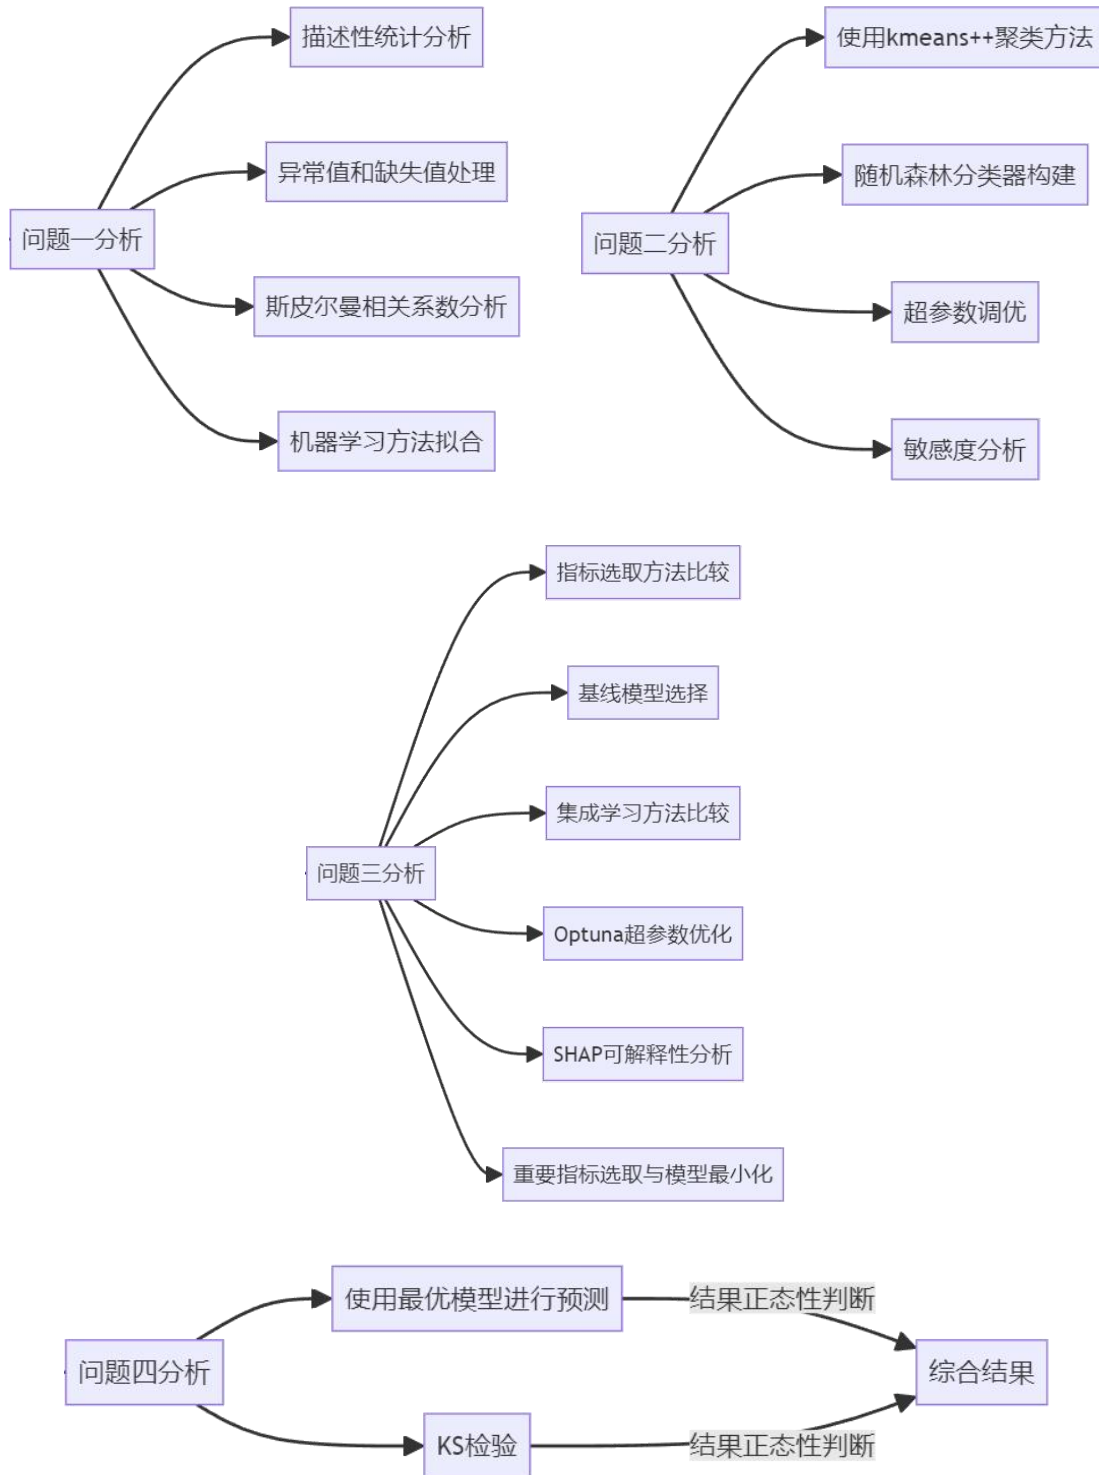 问题一分析
描述性统计分析
异常值和缺失值处理
斯皮尔曼相关系数分析
机器学习方法拟合
问题二分析
使用kmeans++聚类方法
随机森林分类器构建
超参数调优
敏感度分析
问题三分析
指标选取方法比较
基线模型选择
集成学习方法比较
Optuna超参数优化
SHAP可解释性分析
重要指标选取与模型最小化
问题四分析
使用最优模型进行预测
结果正态性判断
KS检验
结果正态性判断
综合结果